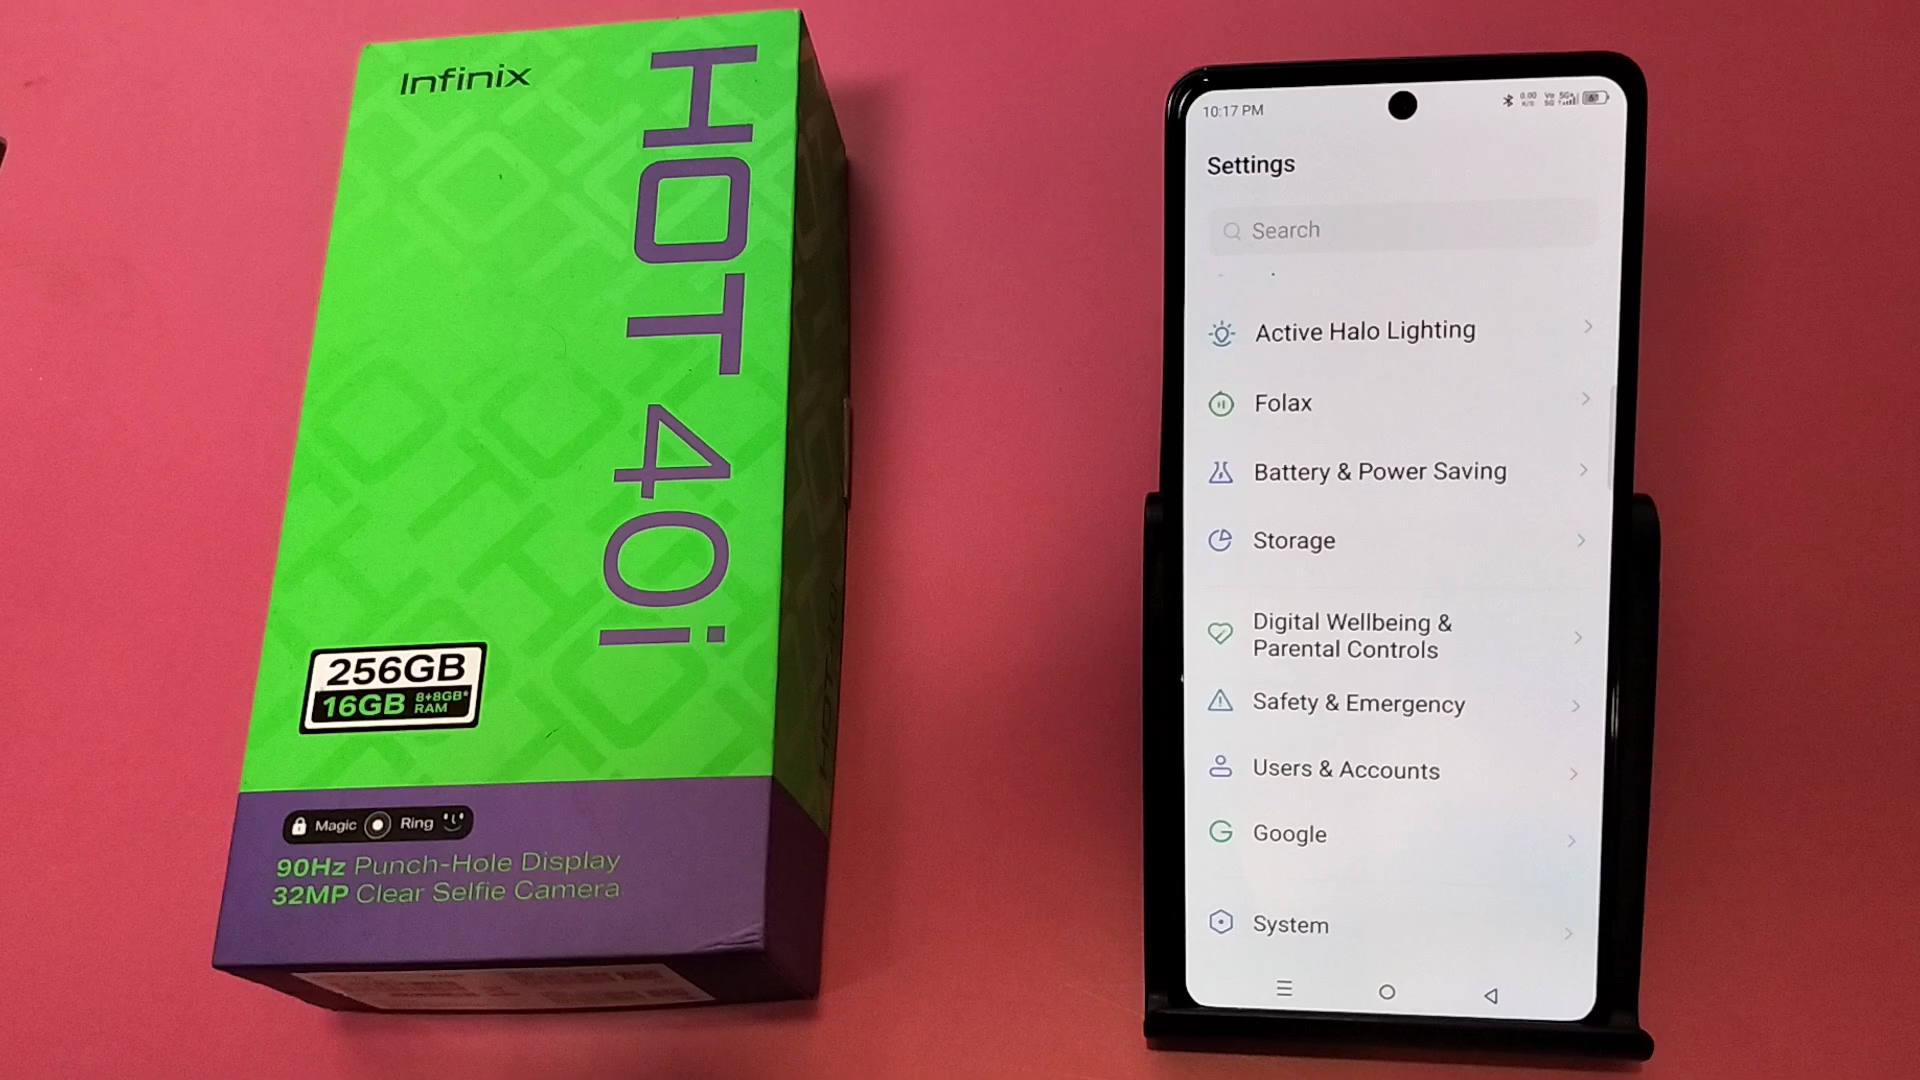 Infinix
HOT 40i
256GB
16GB 8+8GB*
RAM
Magic Ring
90Hz Punch-Hole Display
32MP Clear Selfie Camera
10:17 PM
Settings
Search
Active Halo Lighting
Folax
Battery & Power Saving
Storage
Digital Wellbeing &
Parental Controls
Safety & Emergency
Users & Accounts
Google
System